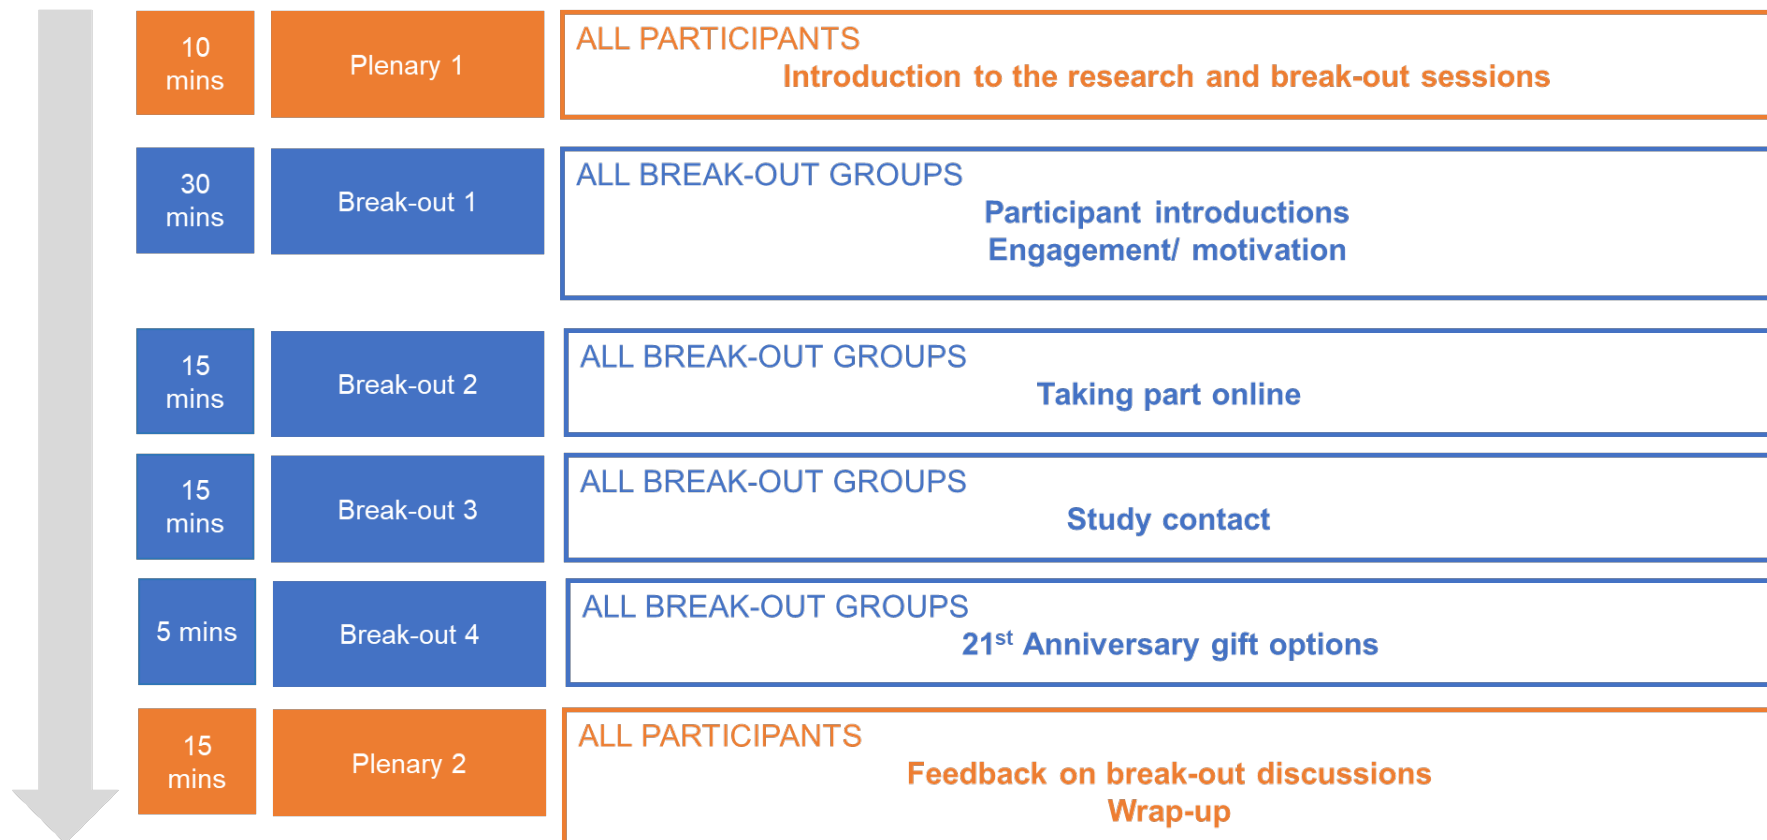 10
mins
Plenary 1
ALL PARTICIPANTS
Introduction to the research and break-out sessions
30
mins
Break-out 1
ALL BREAK-OUT GROUPS
Participant introductions
Engagement/ motivation
15
mins
Break-out 2
ALL BREAK-OUT GROUPS
Taking part online
15
mins
Break-out 3
ALL BREAK-OUT GROUPS
Study contact
5 mins
Break-out 4
ALL BREAK-OUT GROUPS
21st Anniversary gift options
15
mins
Plenary 2
ALL PARTICIPANTS
Feedback on break-out discussions
Wrap-up